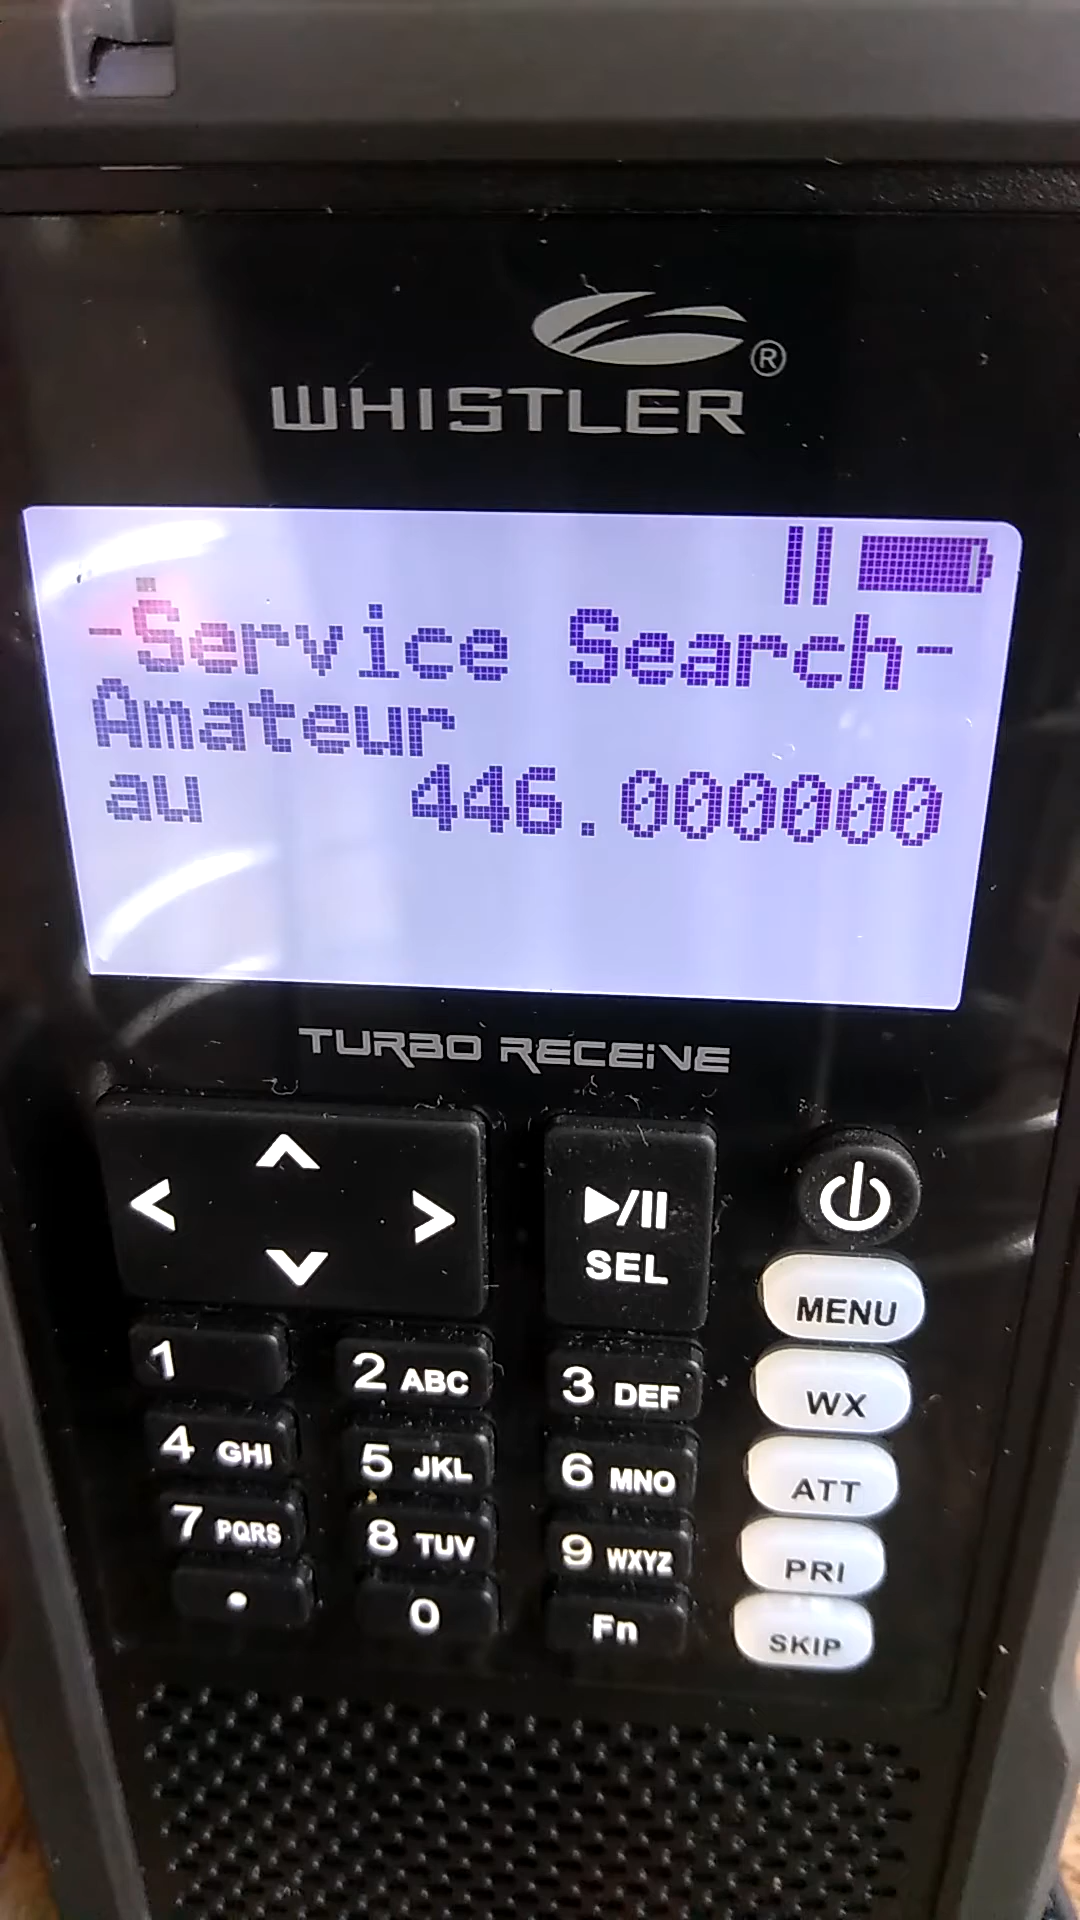 WHISTLER®
-Service Search-
Amateur
au 446.000000
TURBO RECEIVE
▶/II
SEL
MENU
1
2 ABC
3 DEF
WX
4 GHI
5 JKL
6 MNO
ATT
7 PQRS
8 TUV
9 WXYZ
PRI
.
0
Fn
SKIP